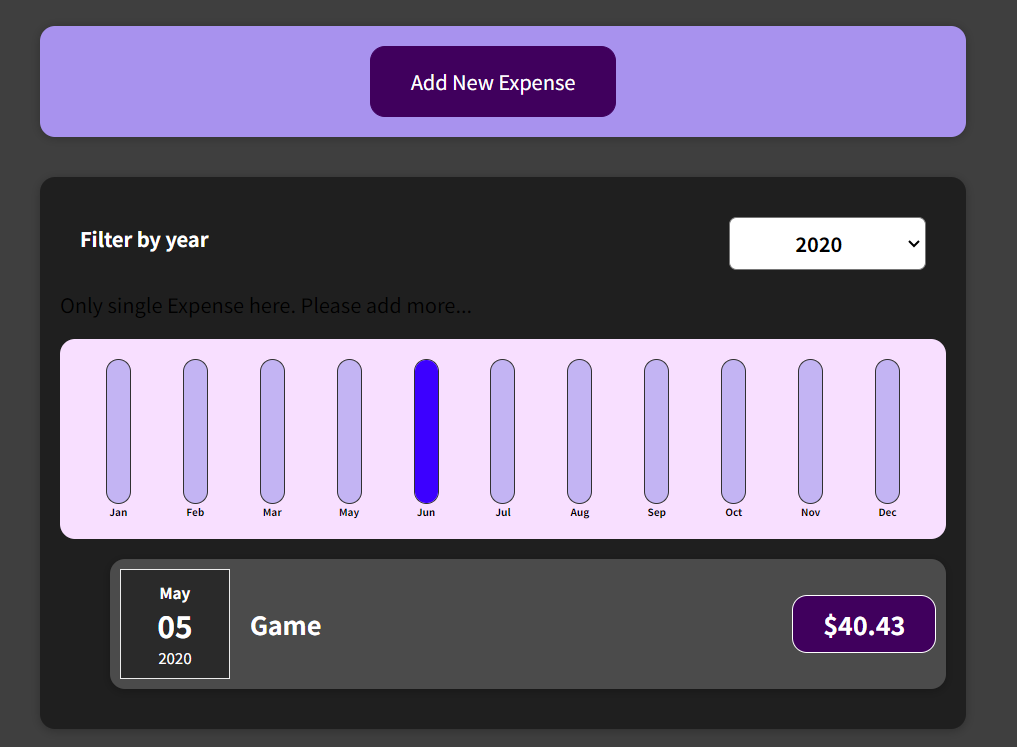 Add New Expense
Filter by year
2020
Only single Expense here. Please add more...
Jan Feb Mar May Jun Jul Aug Sep Oct Nov Dec
May
05
2020
Game
$40.43